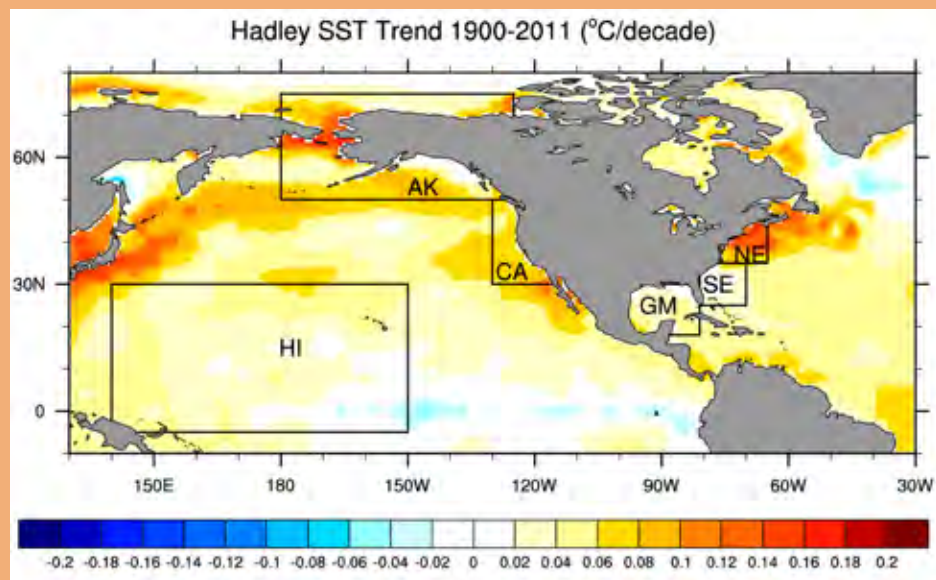 Hadley SST Trend 1900-2011 (°C/decade)
60N
AK
NE
CA
30N
SE
GM
HI
0
150E 180 150W 120W 90W 60W 30W
-0.2 -0.18 -0.16 -0.14 -0.12 -0.1 -0.08 -0.06 -0.04 -0.02 0.02 0.04 0.06 0.08 0.1 0.12 0.14 0.16 0.18 0.2